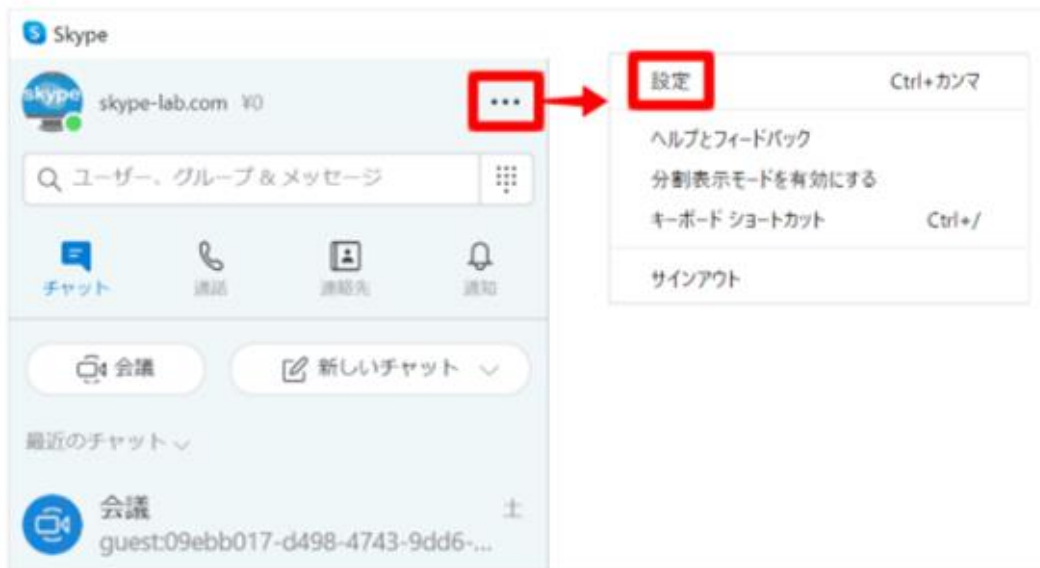 Skype
skype
skype-lab.com ¥0
ユーザー、グループ & メッセージ
チャット
通話
連絡先
通知
会議
新しいチャット
最近のチャット
会議
土
guest:09ebb017-d498-4743-9dd6-...
設定 Ctrl+カンマ
ヘルプとフィードバック
分割表示モードを有効にする
キーボード ショートカット Ctrl+/
サインアウト